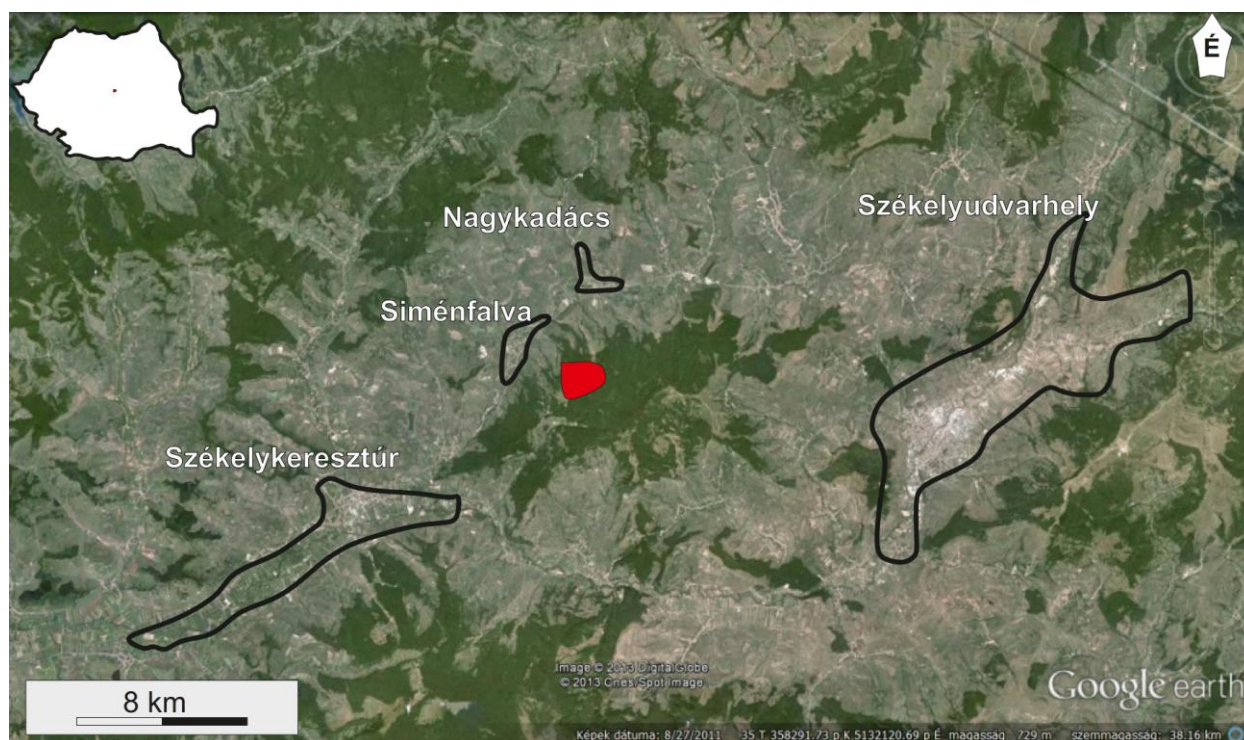 É
Székelyudvarhely
Nagykadács
Siménfalva
Székelykeresztúr
Image © 2013 DigitalGlobe
© 2013 Cnes/Spot Image
8 km
Google earth
Képek dátuma: 8/27/2011 35 T 358291.73 p K 5132120.69 p É magasság 729 m szemmagasság: 38.16 km